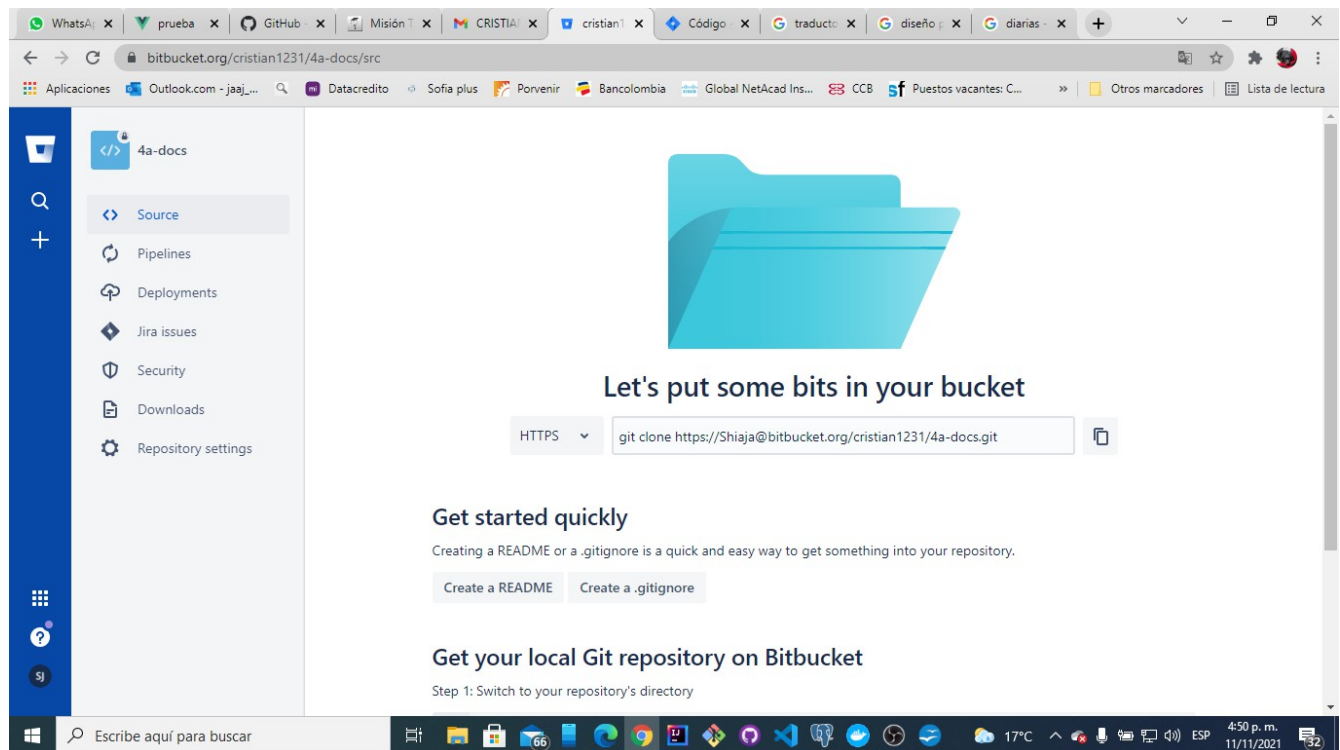 WhatsA
prueba
GitHub
Misión T
CRISTIA
cristian1
Código
traducto
diseño p
diarias -
bitbucket.org/cristian1231/4a-docs/src
Aplicaciones
Outlook.com - jaaj_...
Datacredito
Sofia plus
Porvenir
Bancolombia
Global NetAcad Ins...
CCB
Puestos vacantes: C...
»
Otros marcadores
Lista de lectura
4a-docs
Source
Pipelines
Deployments
Jira issues
Security
Downloads
Repository settings
SJ
Let's put some bits in your bucket
HTTPS
git clone https://Shiaja@bitbucket.org/cristian1231/4a-docs.git
Get started quickly
Creating a README or a .gitignore is a quick and easy way to get something into your repository.
Create a README
Create a .gitignore
Get your local Git repository on Bitbucket
Step 1: Switch to your repository's directory
Escribe aquí para buscar
66
17°C
ESP
4:50 p. m.
11/11/2021
32